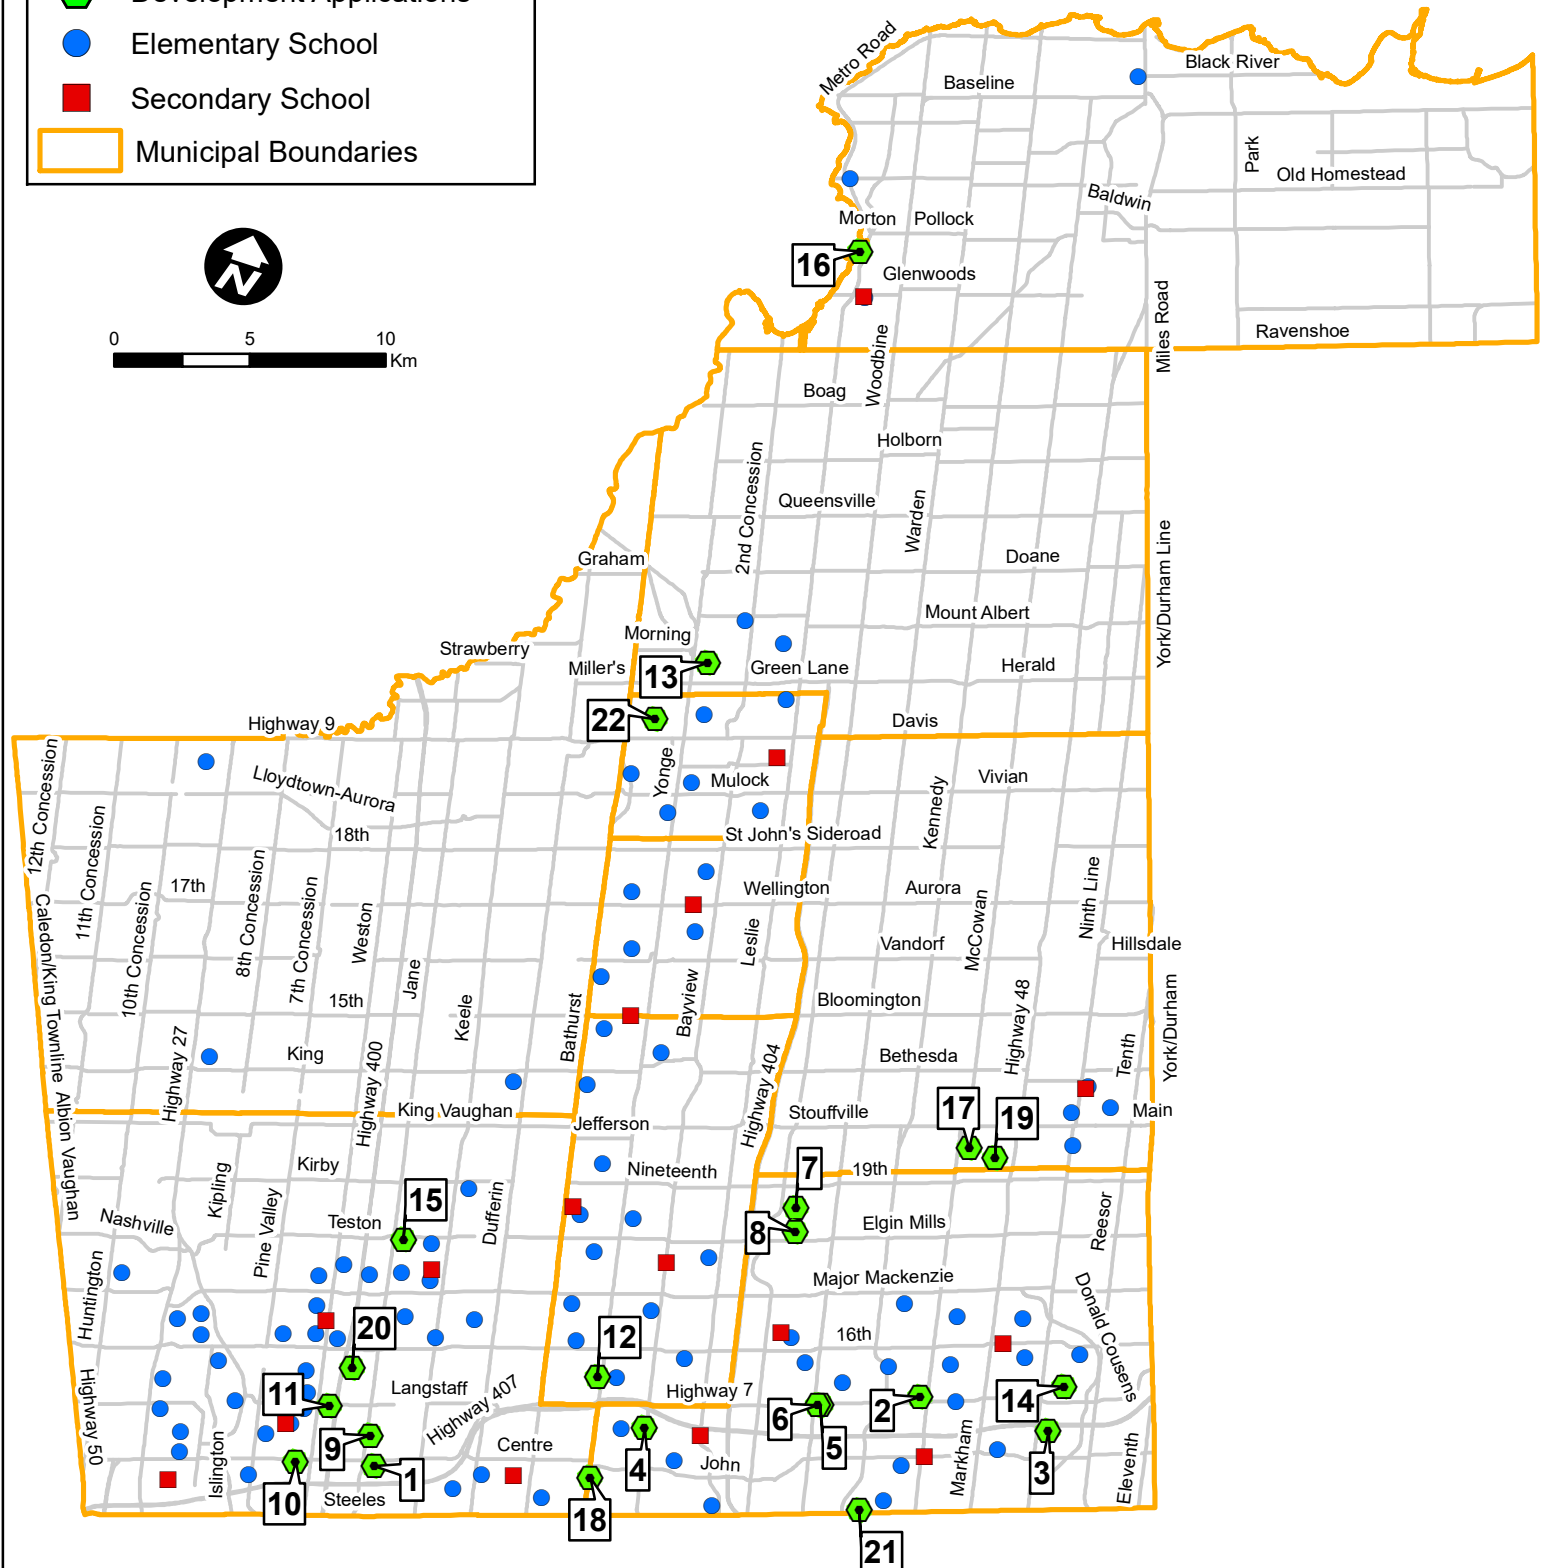 Development Applications
Elementary School
Secondary School
Municipal Boundaries
N
0 5 10
Km
Metro Road
Baseline
Black River
Park
Old Homestead
Baldwin
Morton Pollock
16
Glenwoods
Miles Road
Ravenshoe
Woodbine
Boag
Holborn
2nd Concession
Queensville
Warden
York/Durham Line
Graham
Doane
Mount Albert
Morning
Strawberry
Miller's
13
Green Lane
Herald
22
Highway 9
Davis
Yonge
Mulock
Vivian
Lloydtown-Aurora
12th Concession
18th
St John's Sideroad
Kennedy
11th Concession
17th
Wellington
Aurora
8th Concession
7th Concession
10th Concession
Weston
Ninth Line
McCowan
Caledon/King Townline
Leslie
Vandorf
Hillsdale
Jane
15th
Keele
Bathurst
Bayview
Bloomington
Highway 48
York/Durham
Highway 27
King
Highway 400
Highway 404
Bethesda
Tenth
Albion Vaughan
King Vaughan
Jefferson
Stouffville
17
19
Main
Kirby
Kipling
Nineteenth
7
19th
Nashville
Pine Valley
Teston
15
Dufferin
8
Elgin Mills
Reesor
Huntington
Major Mackenzie
Donald Cousens
20
12
16th
Highway 50
11
Langstaff
Highway 407
Highway 7
6
2
14
9
Centre
5
Islington
1
4
John
Markham
3
Eleventh
10
Steeles
18
21